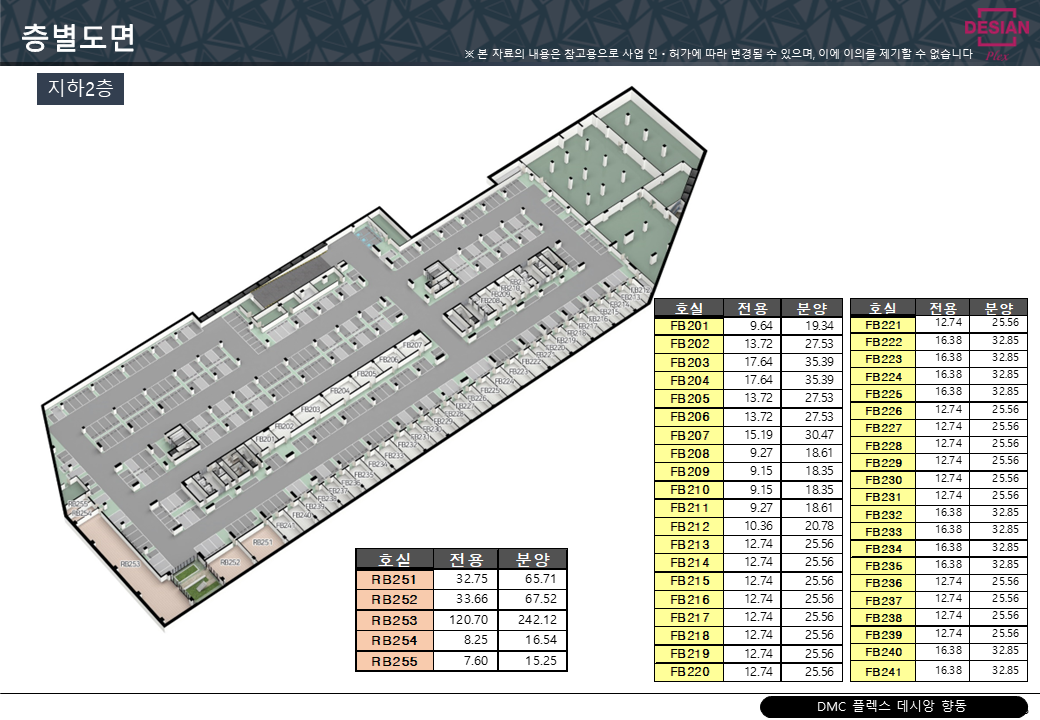 층별도면
※ 본 자료의 내용은 참고용으로 사업 인·허가에 따라 변경될 수 있으며, 이에 이의를 제기할 수 없습니다
DESIAN
Plex
지하2층
호실 전용 분양
FB201 9.64 19.34
FB202 13.72 27.53
FB203 17.64 35.39
FB204 17.64 35.39
FB205 13.72 27.53
FB206 13.72 27.53
FB207 15.19 30.47
FB208 9.27 18.61
FB209 9.15 18.35
FB210 9.15 18.35
FB211 9.27 18.61
FB212 10.36 20.78
FB213 12.74 25.56
FB214 12.74 25.56
FB215 12.74 25.56
FB216 12.74 25.56
FB217 12.74 25.56
FB218 12.74 25.56
FB219 12.74 25.56
FB220 12.74 25.56
호실 전용 분양
FB221 12.74 25.56
FB222 16.38 32.85
FB223 16.38 32.85
FB224 16.38 32.85
FB225 16.38 32.85
FB226 12.74 25.56
FB227 12.74 25.56
FB228 12.74 25.56
FB229 12.74 25.56
FB230 12.74 25.56
FB231 12.74 25.56
FB232 16.38 32.85
FB233 16.38 32.85
FB234 16.38 32.85
FB235 16.38 32.85
FB236 12.74 25.56
FB237 12.74 25.56
FB238 12.74 25.56
FB239 12.74 25.56
FB240 16.38 32.85
FB241 16.38 32.85
호실 전용 분양
RB251 32.75 65.71
RB252 33.66 67.52
RB253 120.70 242.12
RB254 8.25 16.54
RB255 7.60 15.25
FB207
FB206
FB205
FB204
FB203
FB202
FB201
RB251
RB252
RB253
DMC 플렉스 데시앙 향동